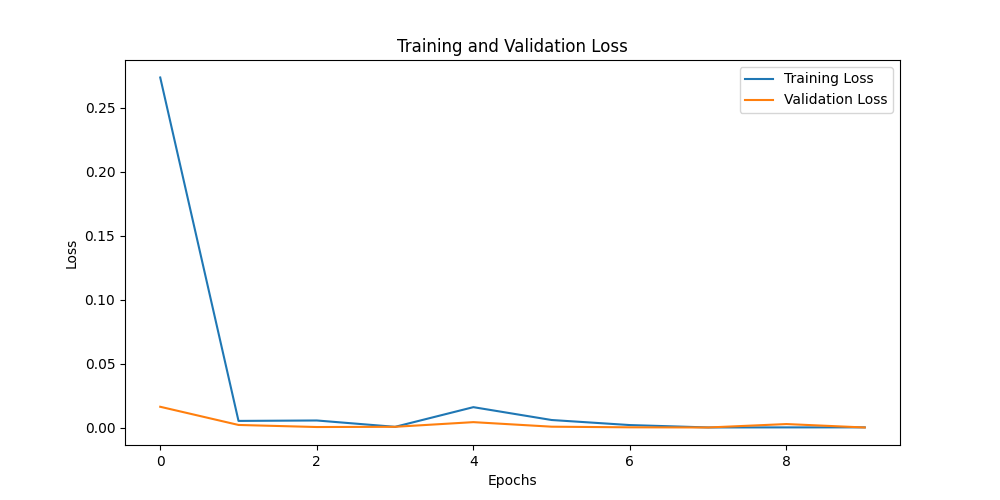 Training and Validation Loss
Training Loss
Validation Loss
0.25
0.20
0.15
0.10
0.05
0.00
Loss
0 2 4 6 8
Epochs